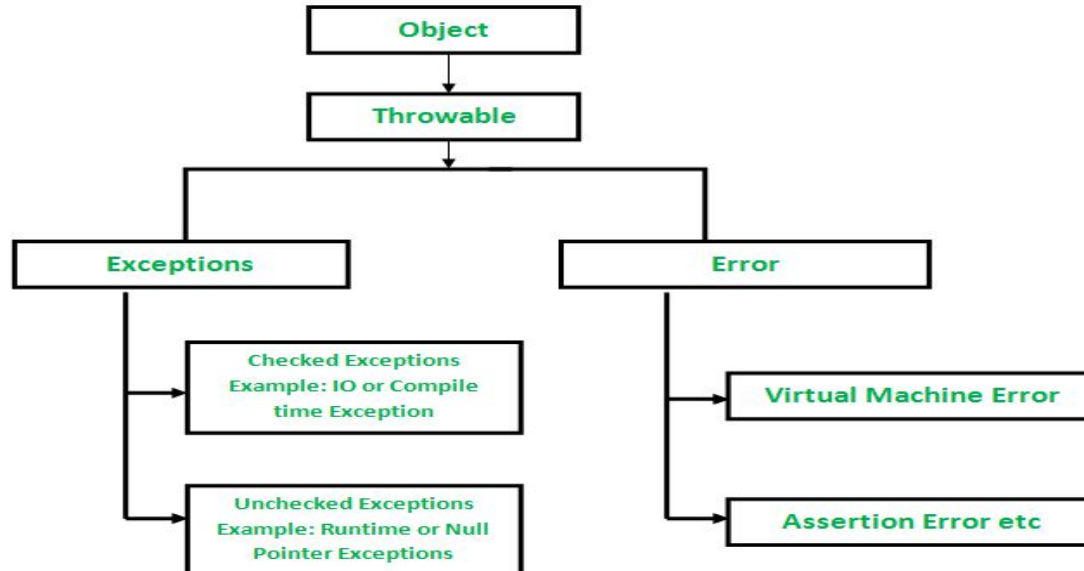 Object
Throwable
Exceptions
Error
Checked Exceptions
Example: IO or Compile
time Exception
Virtual Machine Error
Unchecked Exceptions
Example: Runtime or Null
Pointer Exceptions
Assertion Error etc